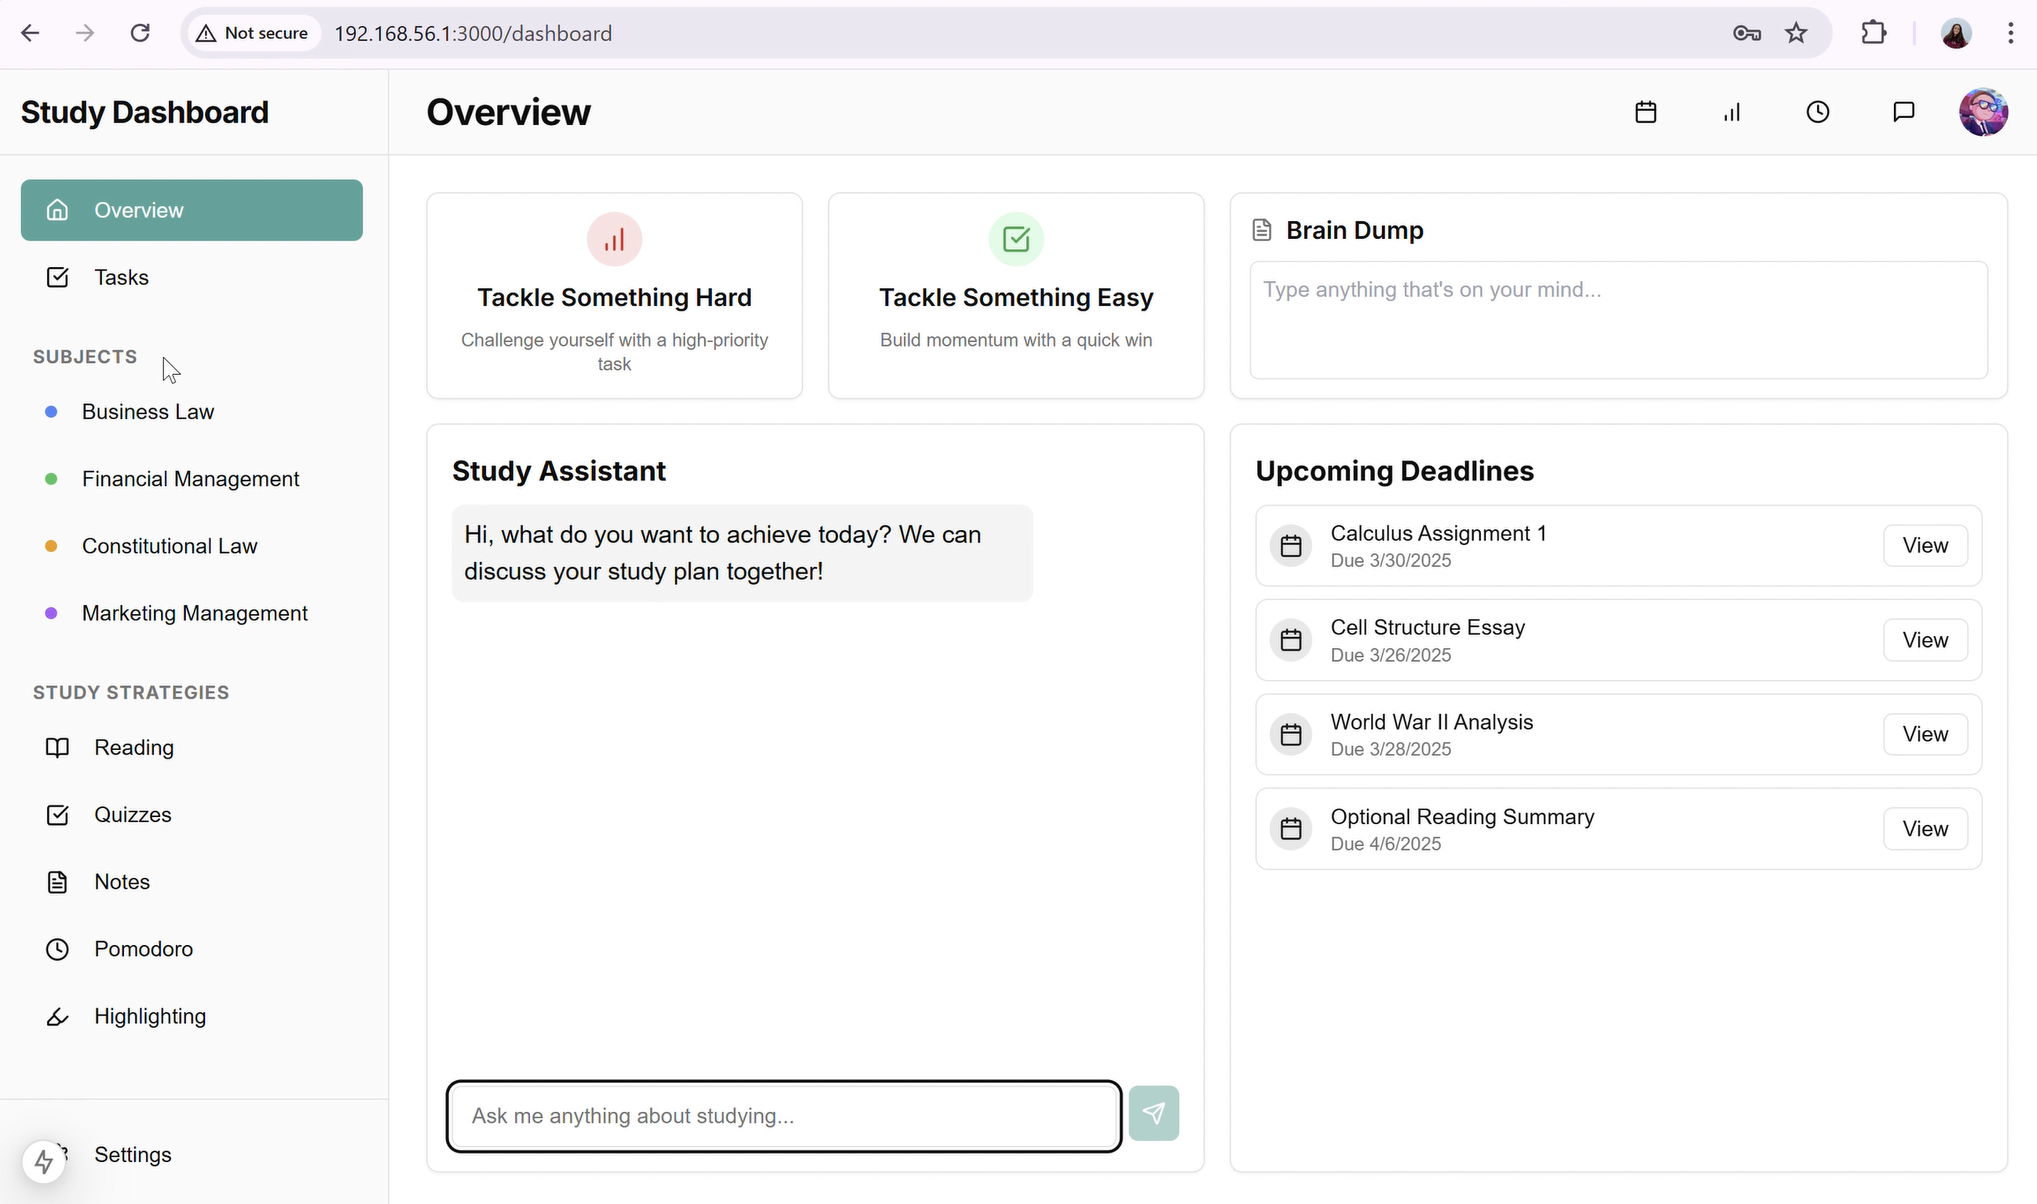 Not secure
192.168.56.1:3000/dashboard
Study Dashboard
Overview
Overview
Tasks
SUBJECTS
Business Law
Financial Management
Constitutional Law
Marketing Management
STUDY STRATEGIES
Reading
Quizzes
Notes
Pomodoro
Highlighting
Settings
Tackle Something Hard
Challenge yourself with a high-priority
task
Tackle Something Easy
Build momentum with a quick win
Brain Dump
Type anything that's on your mind...
Study Assistant
Hi, what do you want to achieve today? We can
discuss your study plan together!
Ask me anything about studying...
Upcoming Deadlines
Calculus Assignment 1
Due 3/30/2025
View
Cell Structure Essay
Due 3/26/2025
View
World War II Analysis
Due 3/28/2025
View
Optional Reading Summary
Due 4/6/2025
View